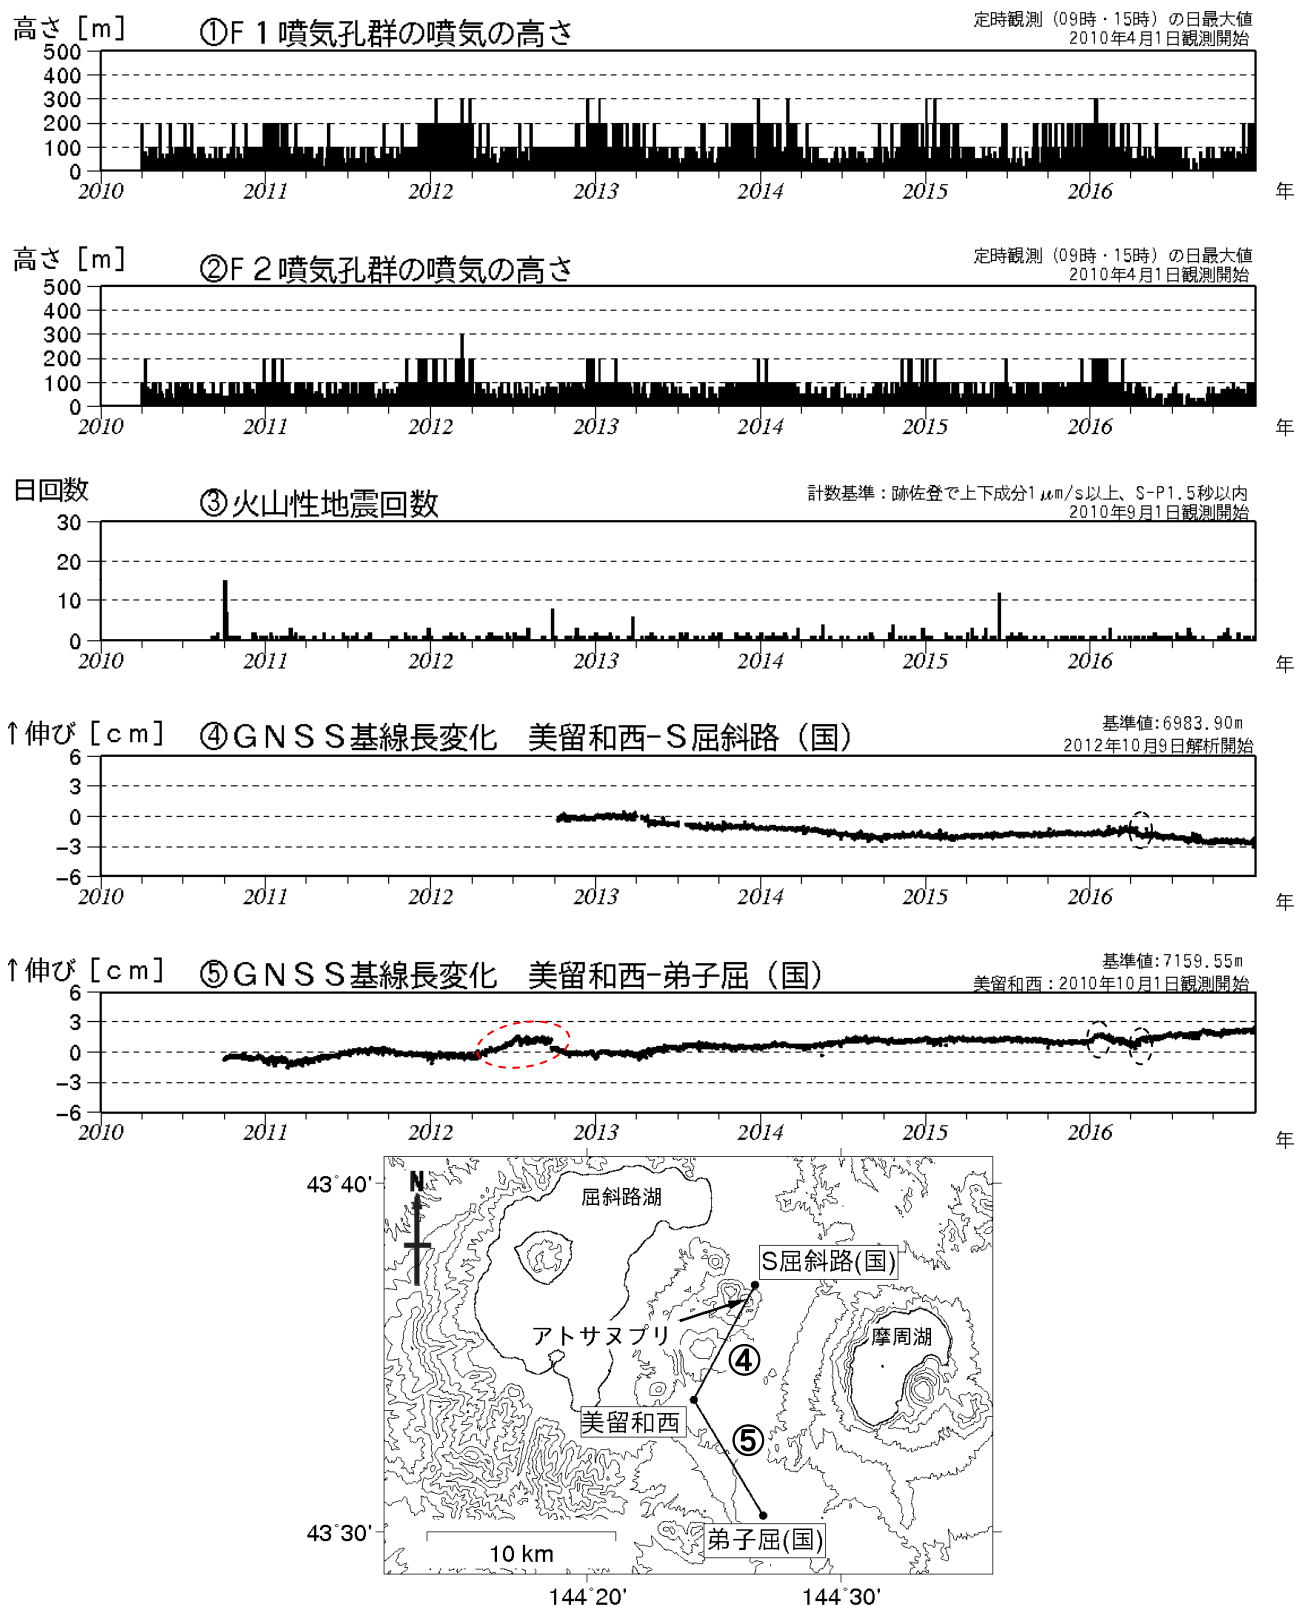 高さ［m］ ①F１噴気孔群の噴気の高さ 定時観測（09時・15時）の日最大値
2010年4月1日観測開始
500
400
300
200
100
0
2010 2011 2012 2013 2014 2015 2016 年
高さ［m］ ②F２噴気孔群の噴気の高さ 定時観測（09時・15時）の日最大値
2010年4月1日観測開始
500
400
300
200
100
0
2010 2011 2012 2013 2014 2015 2016 年
日回数 ③火山性地震回数 計数基準：跡佐登で上下成分1μm/s以上、S-P1.5秒以内
2010年9月1日観測開始
30
20
10
0
2010 2011 2012 2013 2014 2015 2016 年
↑伸び［cm］ ④GNSS基線長変化　美留和西-S屈斜路（国） 基準値:6983.90m
2012年10月9日解析開始
6
3
0
-3
-6
2010 2011 2012 2013 2014 2015 2016 年
↑伸び［cm］ ⑤GNSS基線長変化　美留和西-弟子屈（国） 基準値:7159.55m
美留和西：2010年10月1日観測開始
6
3
0
-3
-6
2010 2011 2012 2013 2014 2015 2016 年
43°40'
N
屈斜路湖
S屈斜路(国)
アトサヌプリ
摩周湖
④
美留和西
⑤
弟子屈(国)
43°30'
10 km
144°20' 144°30'